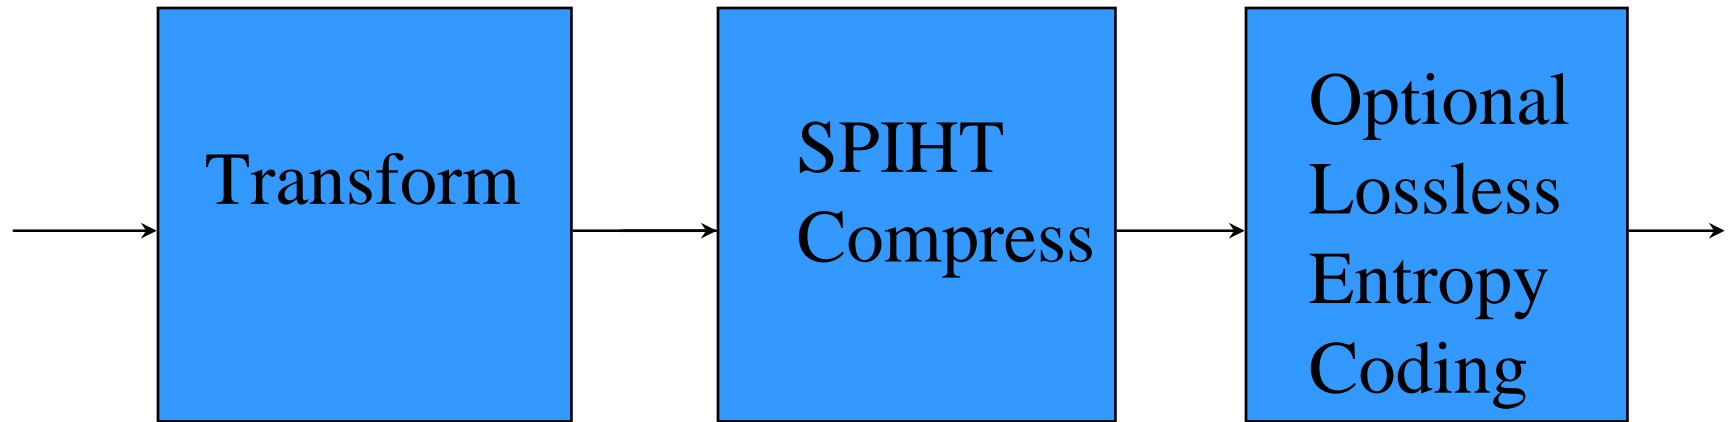 Transform
SPIHT
Compress
Optional
Lossless
Entropy
Coding